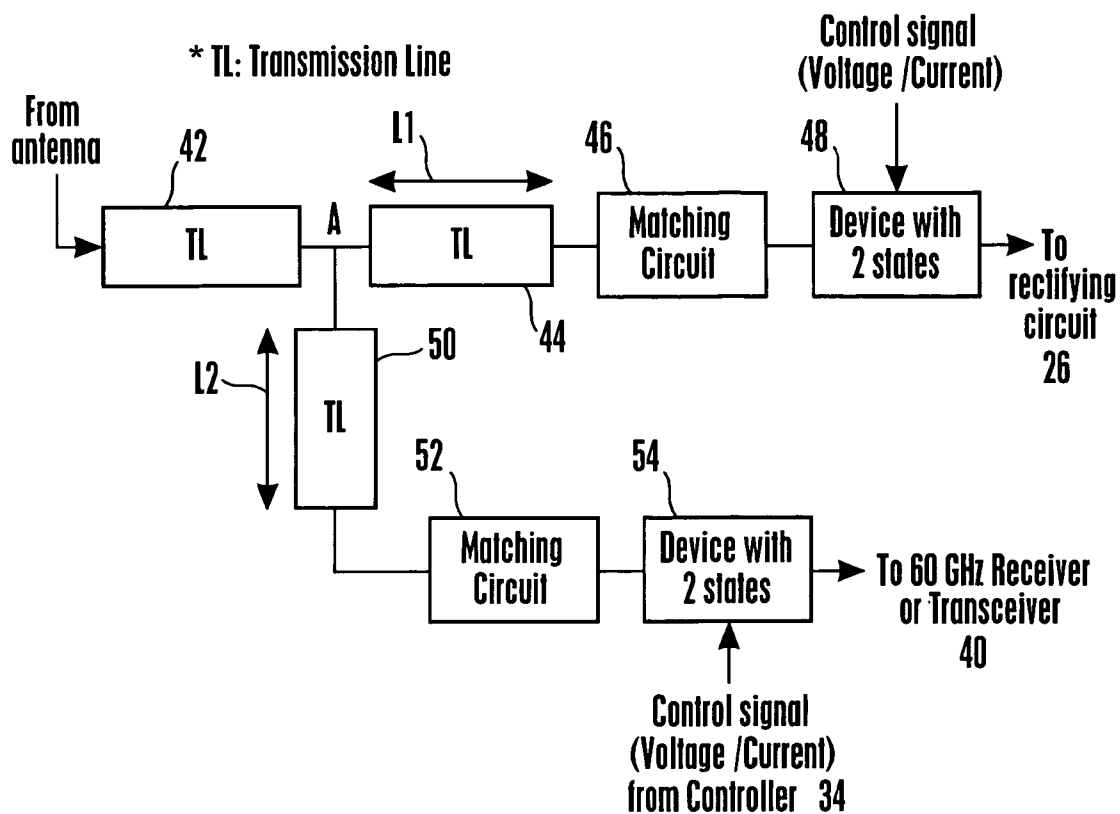 * TL: Transmission Line
Control signal
(Voltage /Current)
From
antenna
42
L1
46
48
TL
A
TL
Matching
Circuit
Device with
2 states
To
rectifying
circuit
26
44
50
L2
TL
52
54
Matching
Circuit
Device with
2 states
To 60 GHz Receiver
or Transceiver
40
Control signal
(Voltage /Current)
from Controller 34